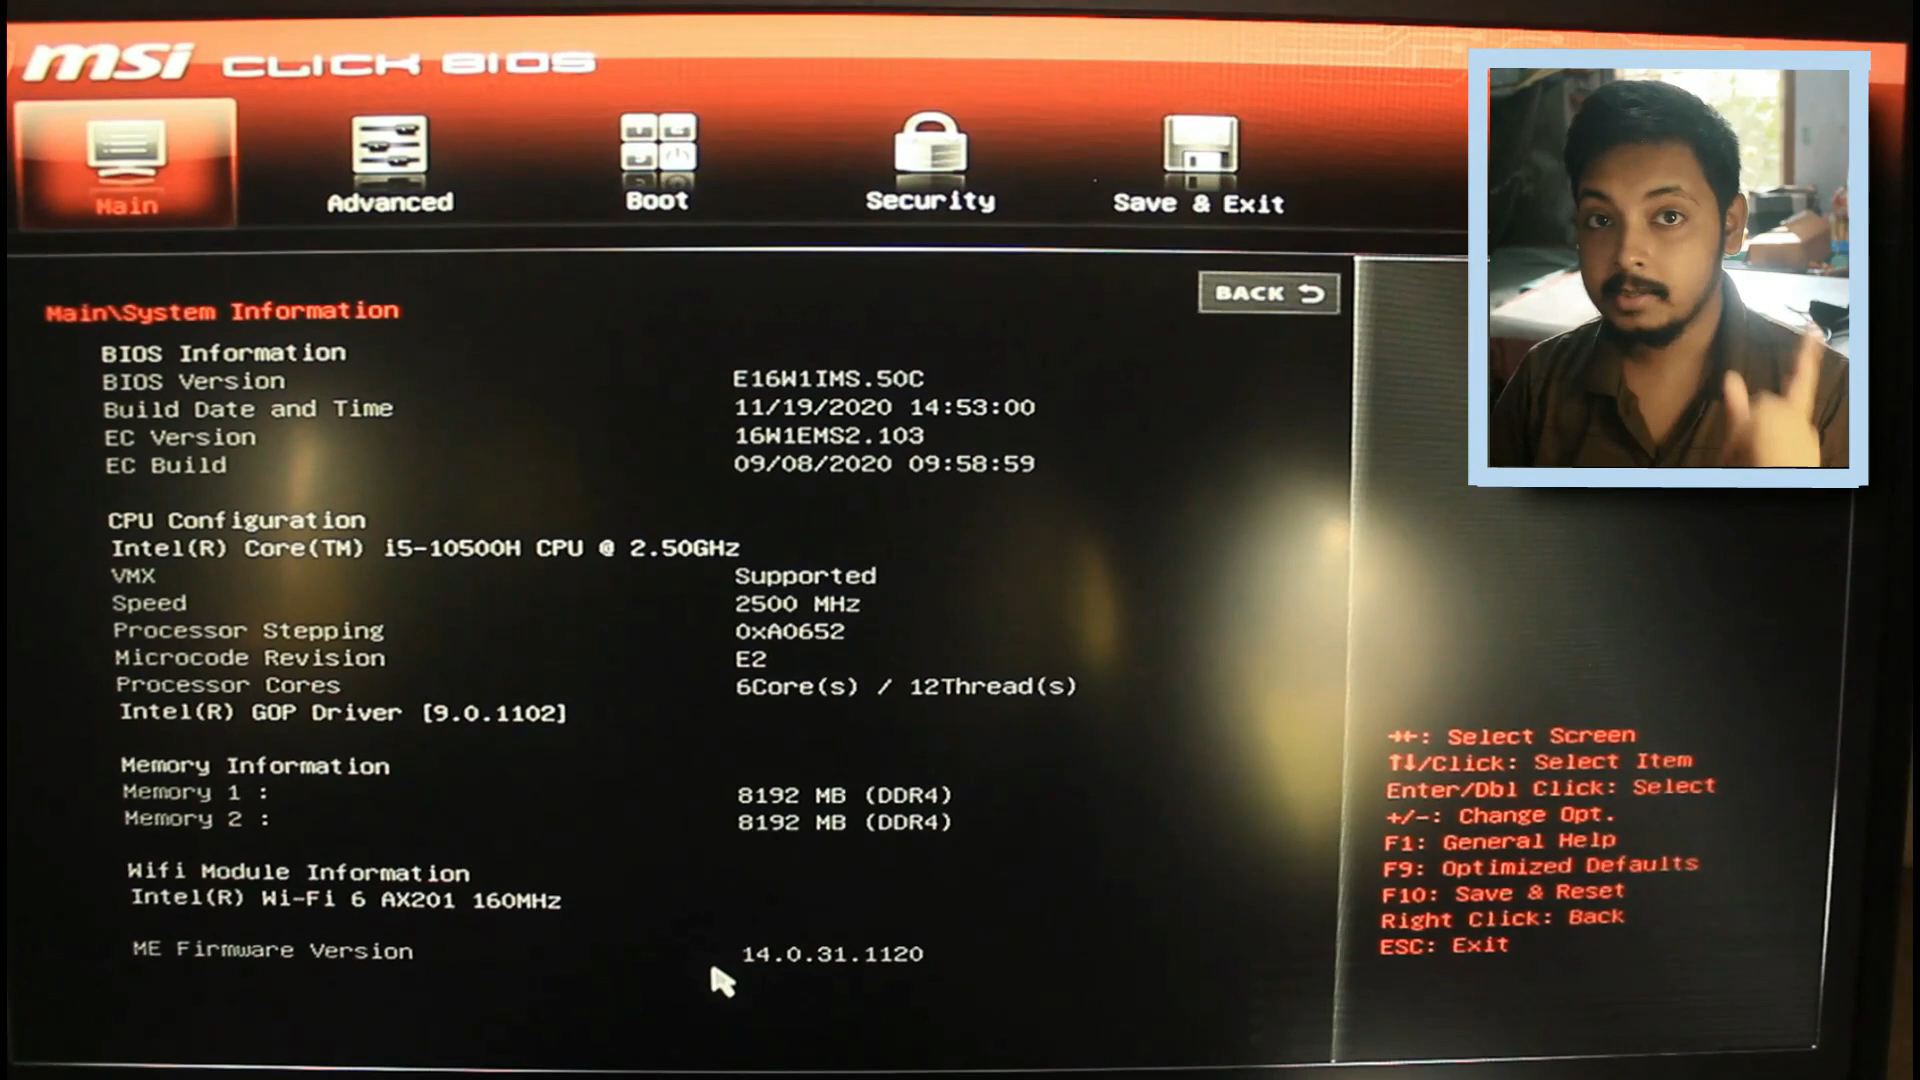 msi CLICK BIOS
Main
Advanced
Boot
Security
Save & Exit
BACK
Main\System Information
BIOS Information
BIOS Version E16W1IMS.50C
Build Date and Time 11/19/2020 14:53:00
EC Version 16W1EMS2.103
EC Build 09/08/2020 09:58:59
CPU Configuration
Intel(R) Core(TM) i5-10500H CPU @ 2.50GHz
VMX Supported
Speed 2500 MHz
Processor Stepping 0xA0652
Microcode Revision E2
Processor Cores 6Core(s) / 12Thread(s)
Intel(R) GOP Driver [9.0.1102]
Memory Information
Memory 1 : 8192 MB (DDR4)
Memory 2 : 8192 MB (DDR4)
Wifi Module Information
Intel(R) Wi-Fi 6 AX201 160MHz
ME Firmware Version 14.0.31.1120
→←: Select Screen
↑↓/Click: Select Item
Enter/Dbl Click: Select
+/-: Change Opt.
F1: General Help
F9: Optimized Defaults
F10: Save & Reset
Right Click: Back
ESC: Exit